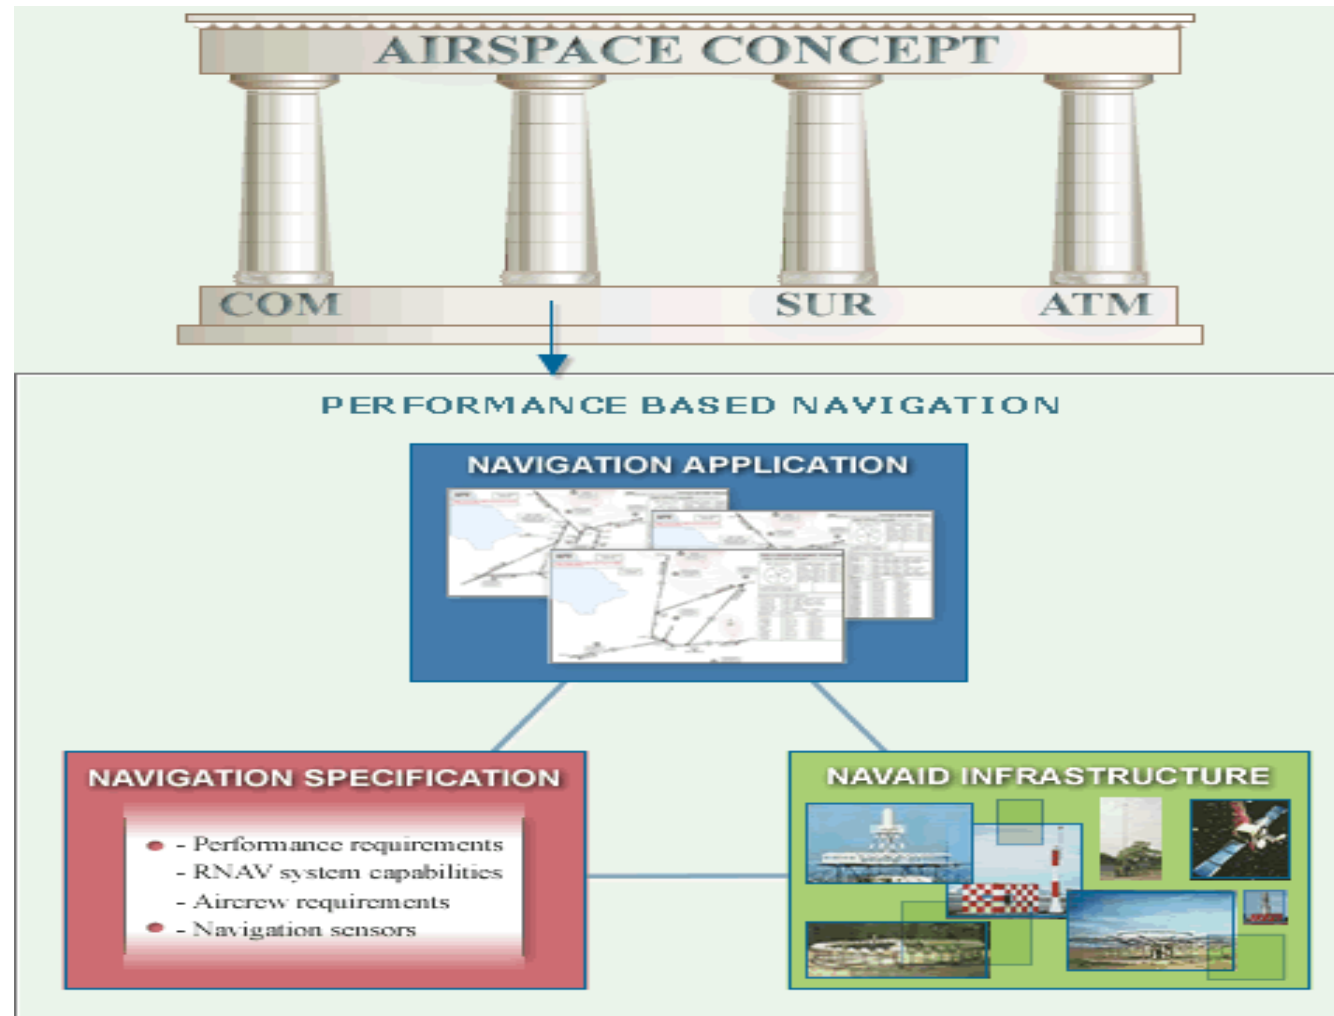 AIRSPACE CONCEPT
COM SUR ATM
PERFORMANCE BASED NAVIGATION
NAVIGATION APPLICATION
NAVIGATION SPECIFICATION
- Performance requirements
- RNAV system capabilities
- Aircrew requirements
- Navigation sensors
NAVAID INFRASTRUCTURE